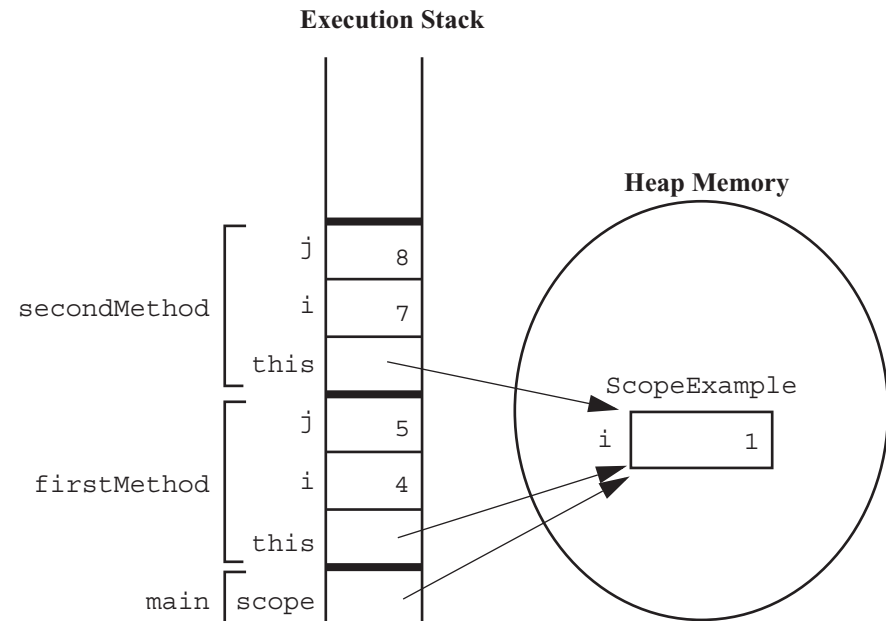 Execution Stack
Heap Memory
secondMethod
j 8
i 7
this
firstMethod
j 5
i 4
this
main scope
ScopeExample
i 1